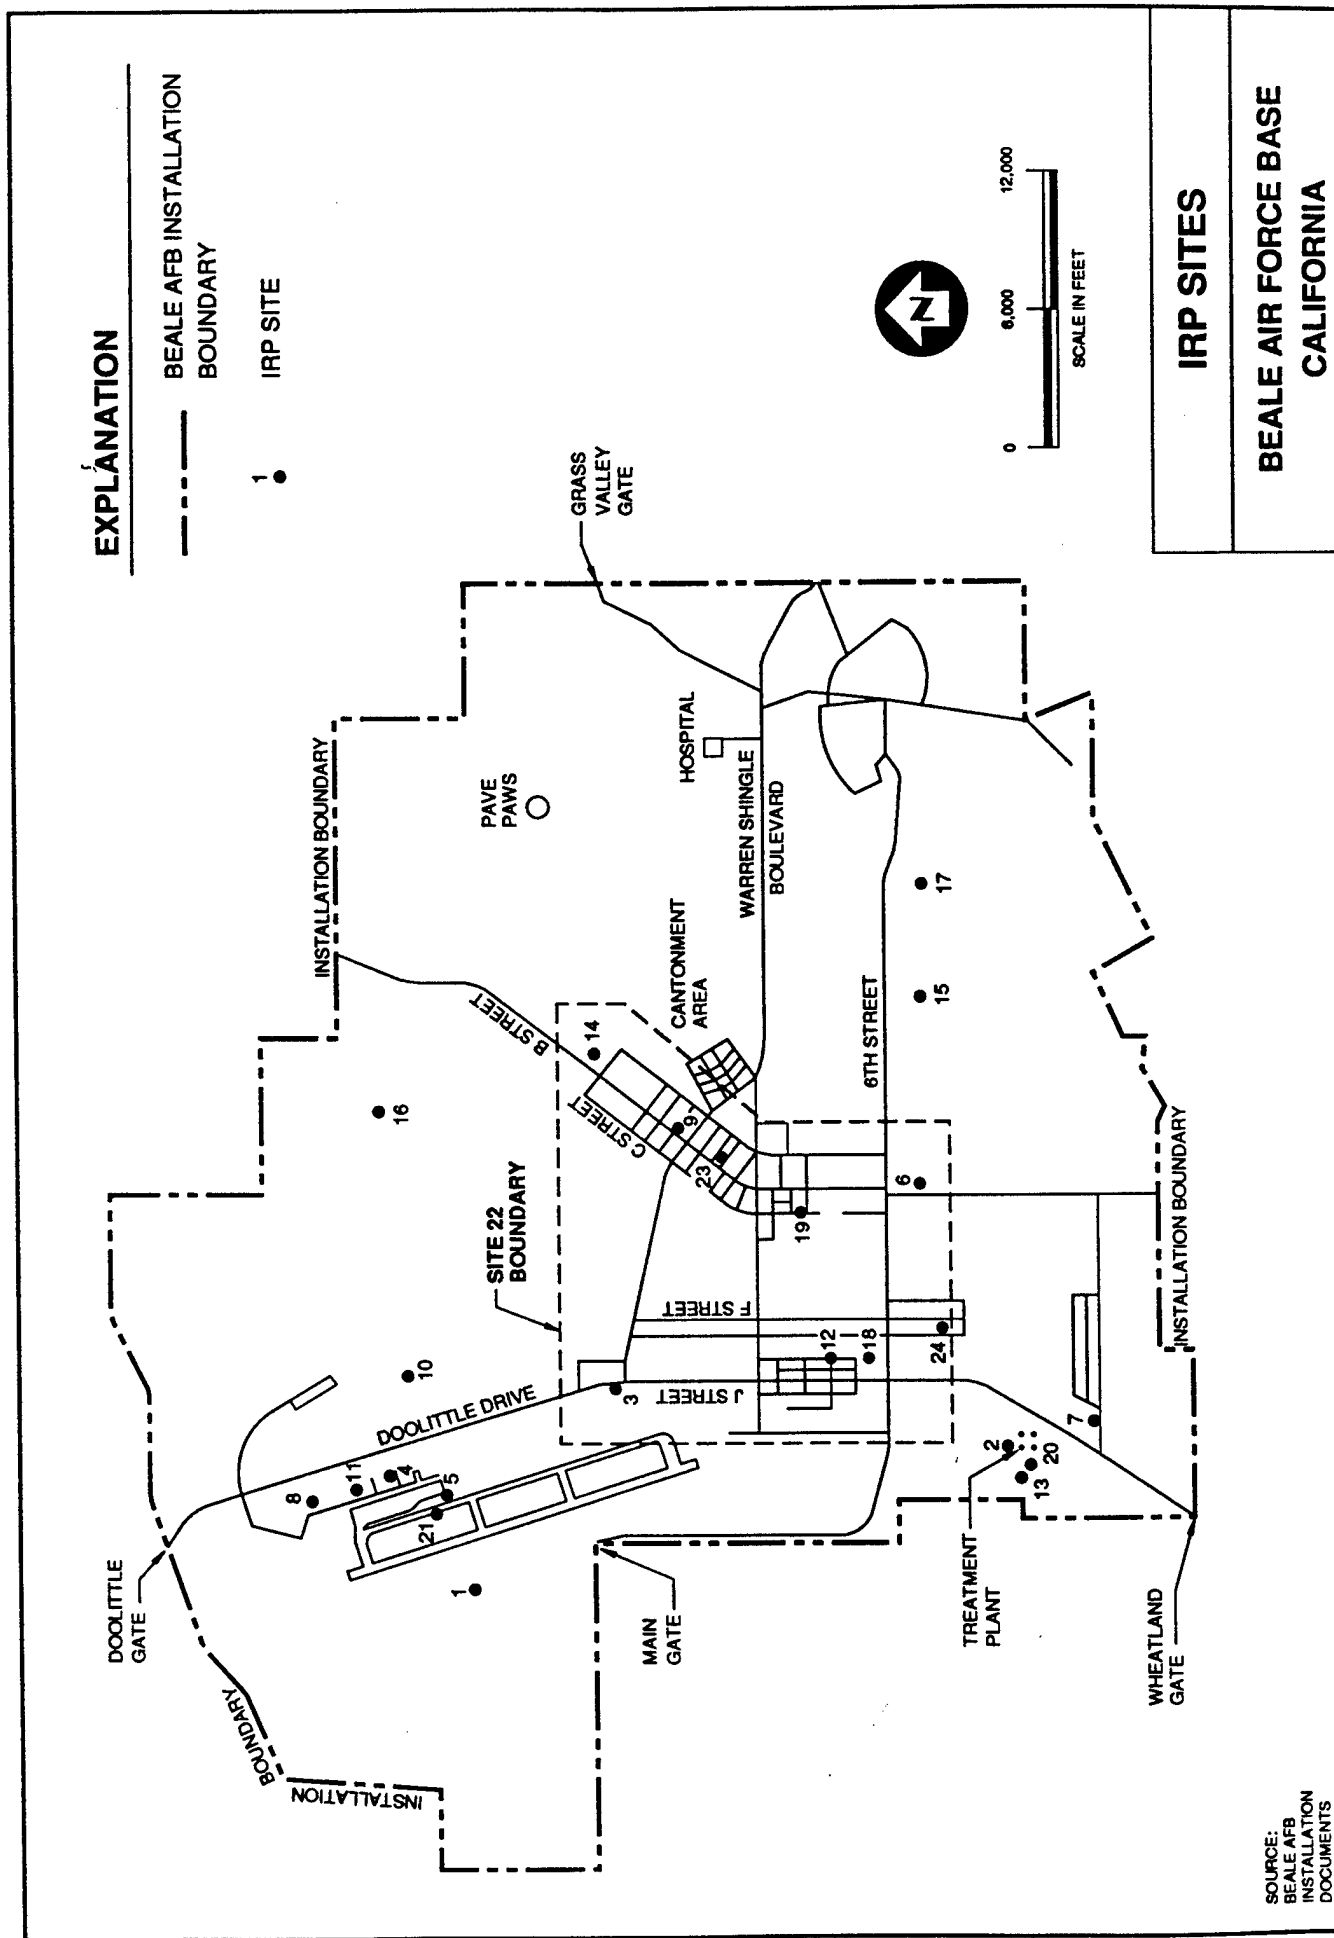 EXPLANATION
BEALE AFB INSTALLATION
BOUNDARY
1
IRP SITE
DOOLITTLE
GATE
BOUNDARY
INSTALLATION
INSTALLATION BOUNDARY
PAVE
PAWS
GRASS
VALLEY
GATE
B STREET
C STREET
DOOLITTLE DRIVE
SITE 22
BOUNDARY
CANTONMENT
AREA
HOSPITAL
WARREN SHINGLE
BOULEVARD
MAIN
GATE
J STREET
F STREET
6TH STREET
TREATMENT
PLANT
WHEATLAND
GATE
INSTALLATION BOUNDARY
8
11
4
5
21
1
10
16
3
14
9
23
19
12
18
24
6
15
17
2
20
13
7
N
0
6,000
12,000
SCALE IN FEET
SOURCE:
BEALE AFB
INSTALLATION
DOCUMENTS
IRP SITES
BEALE AIR FORCE BASE
CALIFORNIA